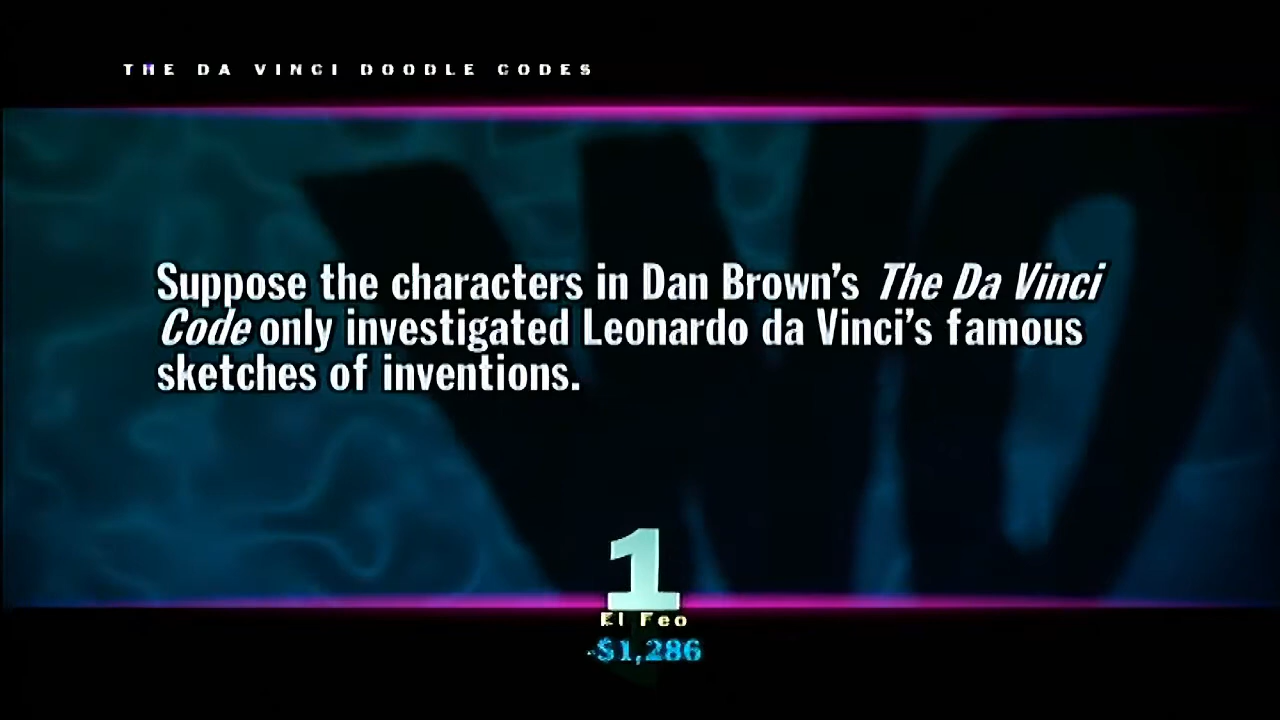 THE DA VINCI DOODLE CODES
Suppose the characters in Dan Brown's The Da Vinci
Code only investigated Leonardo da Vinci's famous
sketches of inventions.
1
El Feo
-$1,286